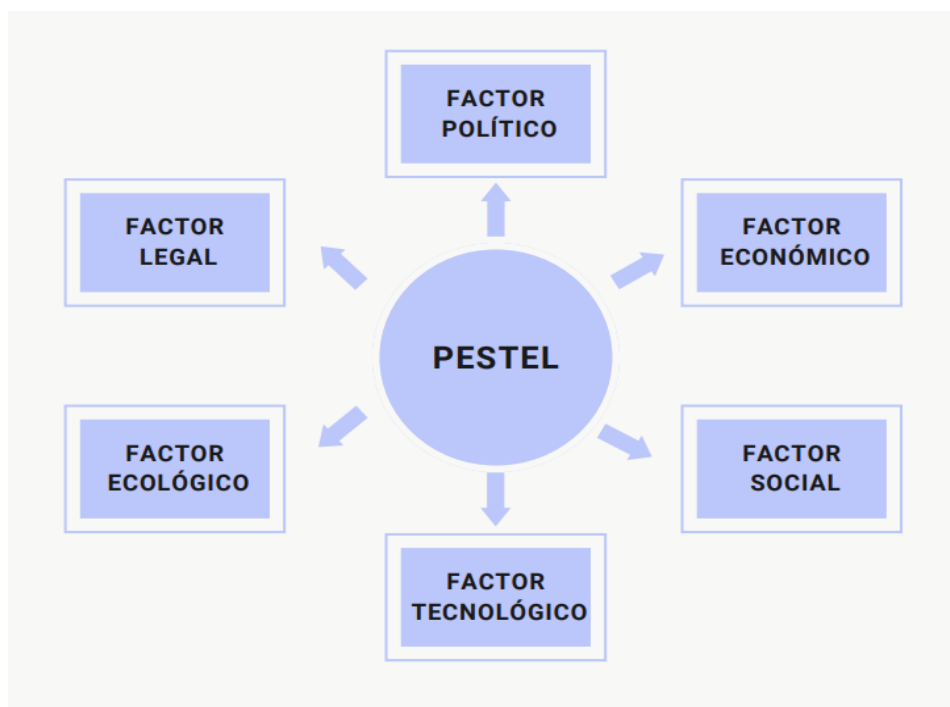 FACTOR
POLÍTICO
FACTOR
LEGAL
FACTOR
ECONÓMICO
PESTEL
FACTOR
ECOLÓGICO
FACTOR
SOCIAL
FACTOR
TECNOLÓGICO